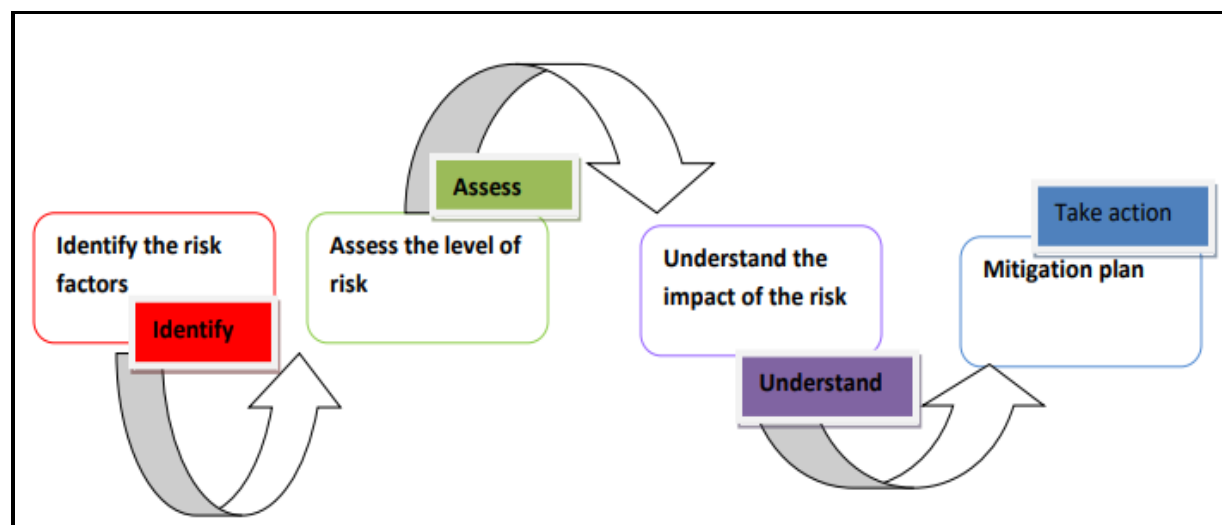 Identify the risk
factors
Identify
Assess
Assess the level of
risk
Understand the
impact of the risk
Understand
Take action
Mitigation plan